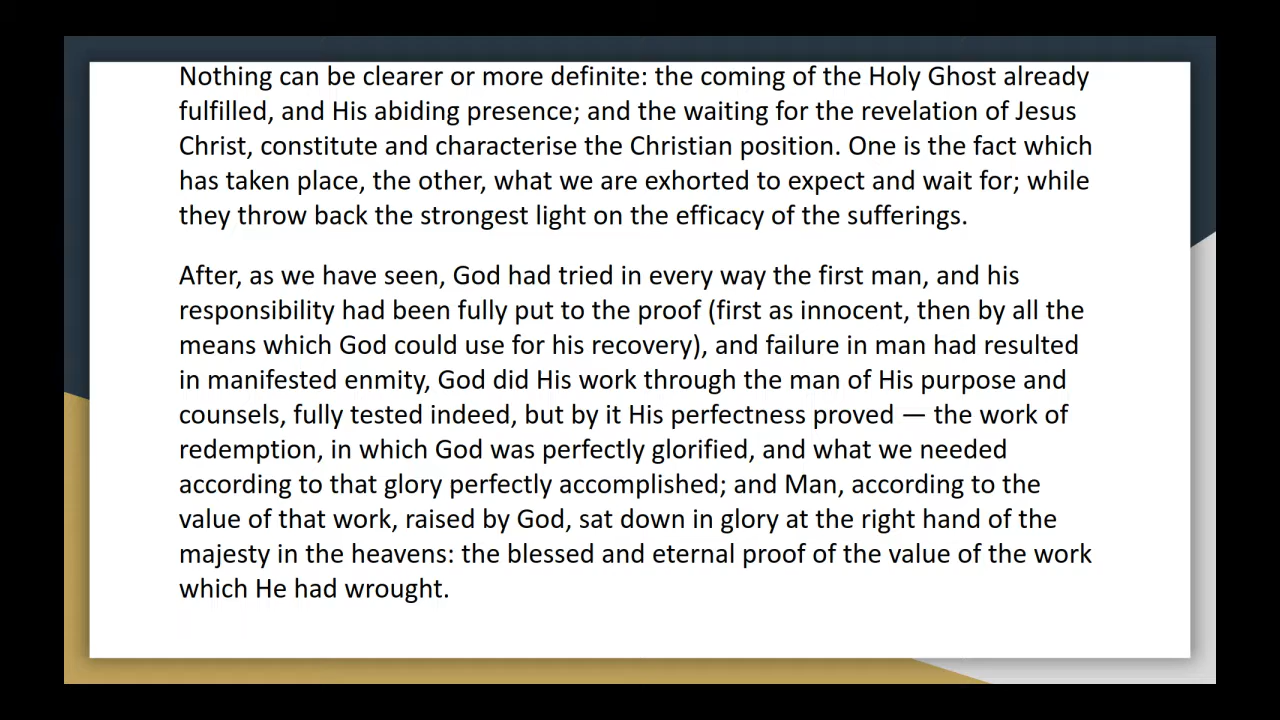 Nothing can be clearer or more definite: the coming of the Holy Ghost already
fulfilled, and His abiding presence; and the waiting for the revelation of Jesus
Christ, constitute and characterise the Christian position. One is the fact which
has taken place, the other, what we are exhorted to expect and wait for; while
they throw back the strongest light on the efficacy of the sufferings.
After, as we have seen, God had tried in every way the first man, and his
responsibility had been fully put to the proof (first as innocent, then by all the
means which God could use for his recovery), and failure in man had resulted
in manifested enmity, God did His work through the man of His purpose and
counsels, fully tested indeed, but by it His perfectness proved — the work of
redemption, in which God was perfectly glorified, and what we needed
according to that glory perfectly accomplished; and Man, according to the
value of that work, raised by God, sat down in glory at the right hand of the
majesty in the heavens: the blessed and eternal proof of the value of the work
which He had wrought.